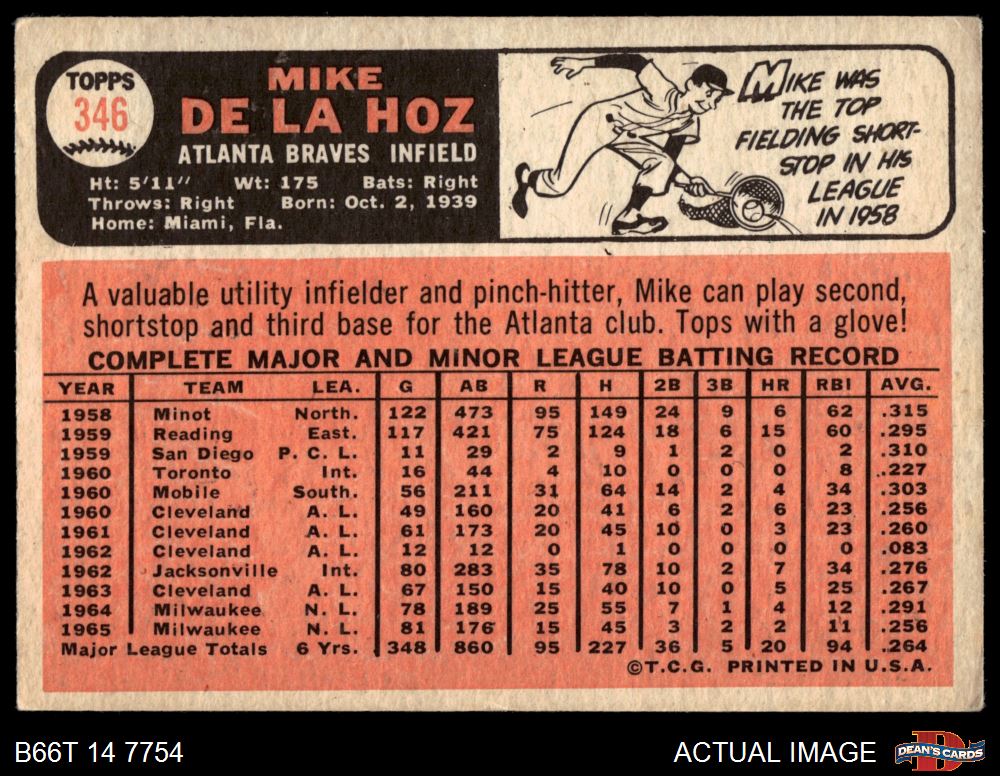 TOPPS
346
MIKE
DE LA HOZ
ATLANTA BRAVES INFIELD
Ht: 5'11" Wt: 175 Bats: Right
Throws: Right Born: Oct. 2, 1939
Home: Miami, Fla.
MIKE WAS
THE TOP
FIELDING SHORT-
STOP IN HIS
LEAGUE
IN 1958
A valuable utility infielder and pinch-hitter, Mike can play second,
shortstop and third base for the Atlanta club. Tops with a glove!
COMPLETE MAJOR AND MINOR LEAGUE BATTING RECORD
YEAR TEAM LEA. G AB R H 2B 3B HR RBI AVG.
1958 Minot North. 122 473 95 149 24 9 6 62 .315
1959 Reading East. 117 421 75 124 18 6 15 60 .295
1959 San Diego P. C. L. 11 29 2 9 1 2 0 2 .310
1960 Toronto Int. 16 44 4 10 0 0 0 8 .227
1960 Mobile South. 56 211 31 64 14 2 4 34 .303
1960 Cleveland A. L. 49 160 20 41 6 2 6 23 .256
1961 Cleveland A. L. 61 173 20 45 10 0 3 23 .260
1962 Cleveland A. L. 12 12 0 1 0 0 0 0 .083
1962 Jacksonville Int. 80 283 35 78 10 2 7 34 .276
1963 Cleveland A. L. 67 150 15 40 10 0 5 25 .267
1964 Milwaukee N. L. 78 189 25 55 7 1 4 12 .291
1965 Milwaukee N. L. 81 176 15 45 3 2 2 11 .256
Major League Totals 6 Yrs. 348 860 95 227 36 5 20 94 .264
©T.C.G. PRINTED IN U.S.A.
B66T 14 7754
ACTUAL IMAGE
DEAN'S CARDS